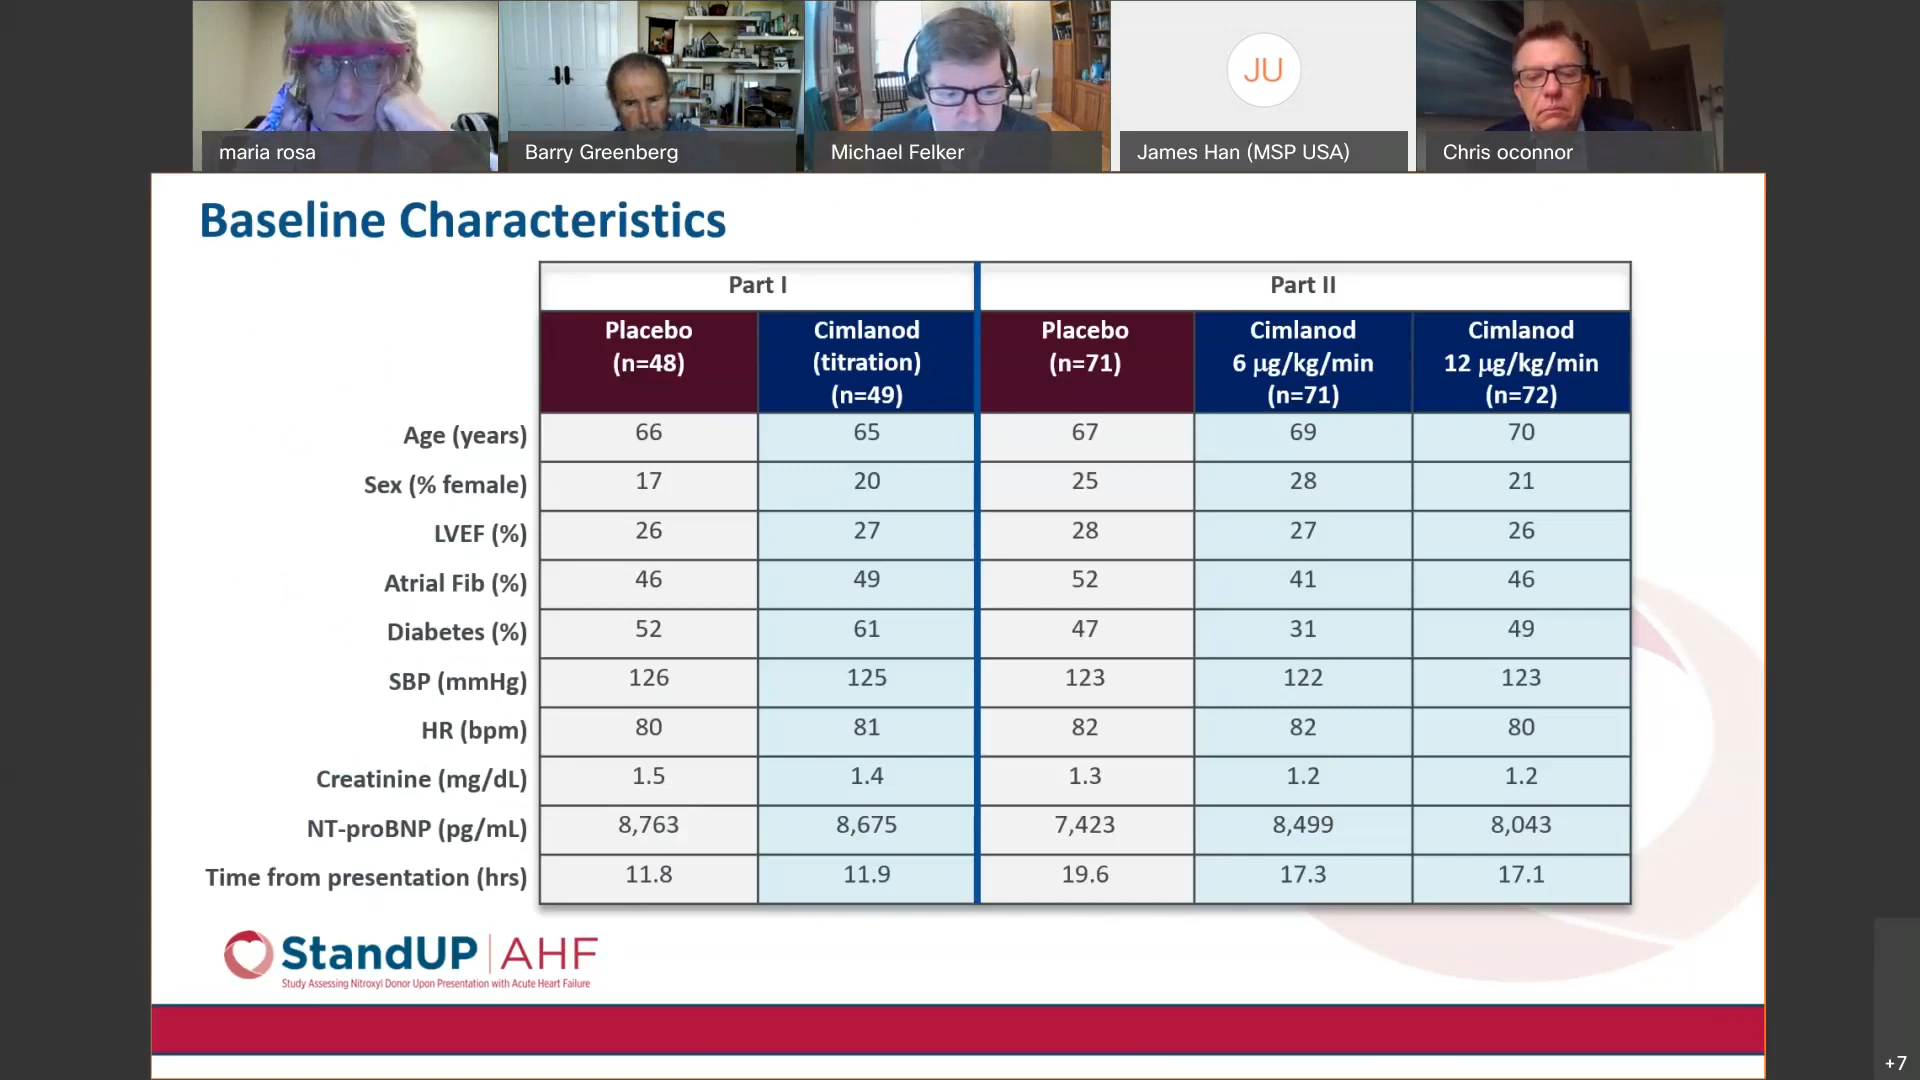 maria rosa
Barry Greenberg
Michael Felker
JU
James Han (MSP USA)
Chris oconnor
Baseline Characteristics
Part I Part II
Placebo (n=48)
Cimlanod (titration) (n=49)
Placebo (n=71)
Cimlanod 6 µg/kg/min (n=71)
Cimlanod 12 µg/kg/min (n=72)
Age (years) 66 65 67 69 70
Sex (% female) 17 20 25 28 21
LVEF (%) 26 27 28 27 26
Atrial Fib (%) 46 49 52 41 46
Diabetes (%) 52 61 47 31 49
SBP (mmHg) 126 125 123 122 123
HR (bpm) 80 81 82 82 80
Creatinine (mg/dL) 1.5 1.4 1.3 1.2 1.2
NT-proBNP (pg/mL) 8,763 8,675 7,423 8,499 8,043
Time from presentation (hrs) 11.8 11.9 19.6 17.3 17.1
StandUP | AHF
Study Assessing Nitroxyl Donor Upon Presentation with Acute Heart Failure
+7